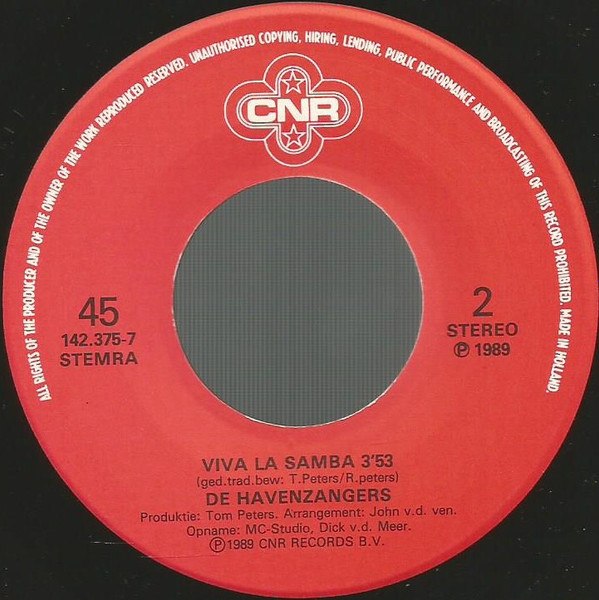 ALL RIGHTS OF THE PRODUCER AND OF THE OWNER OF THE WORK REPRODUCED RESERVED. UNAUTHORISED COPYING, HIRING, LENDING, PUBLIC PERFORMANCE AND BROADCASTING OF THIS RECORD PROHIBITED. MADE IN HOLLAND.
CNR
45
142.375-7
STEMRA
2
STEREO
℗ 1989
VIVA LA SAMBA 3'53
(ged.trad.bew: T.Peters/R.peters)
DE HAVENZANGERS
Produktie: Tom Peters. Arrangement: John v.d. ven.
Opname: MC-Studio, Dick v.d. Meer.
℗1989 CNR RECORDS B.V.